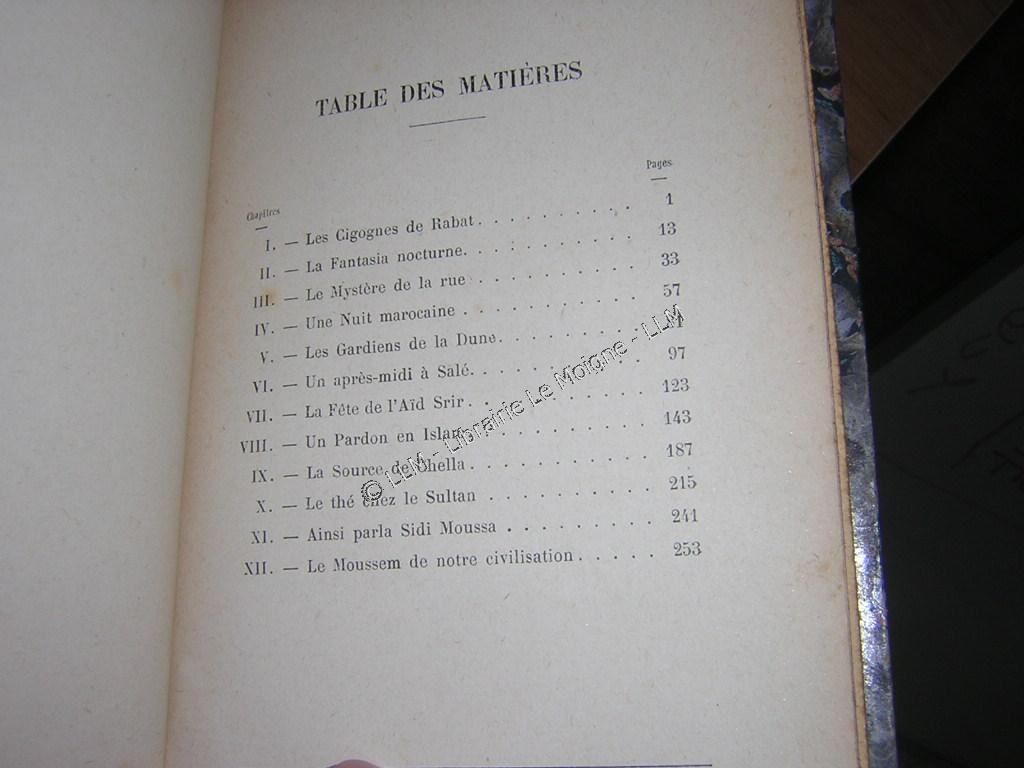 TABLE DES MATIÈRES
Chapitres Pages
I. — Les Cigognes de Rabat . . . . . . . . . . 1
II. — La Fantasia nocturne. . . . . . . . . . . 13
III. — Le Mystère de la rue . . . . . . . . . . 33
IV. — Une Nuit marocaine . . . . . . . . . . . 57
V. — Les Gardiens de la Dune. . . . . . . . .
VI. — Un après-midi à Salé. . . . . . . . . . . 97
VII. — La Fête de l'Aïd Srir . . . . . . . . . . 123
VIII. — Un Pardon en Islam . . . . . . . . . . 143
IX. — La Source de Chella . . . . . . . . . . . 187
X. — Le thé chez le Sultan . . . . . . . . . . 215
XI. — Ainsi parla Sidi Moussa . . . . . . . . . 241
XII. — Le Moussem de notre civilisation . . . . . 253
© LLM - Librairie Le Moigne - LLM